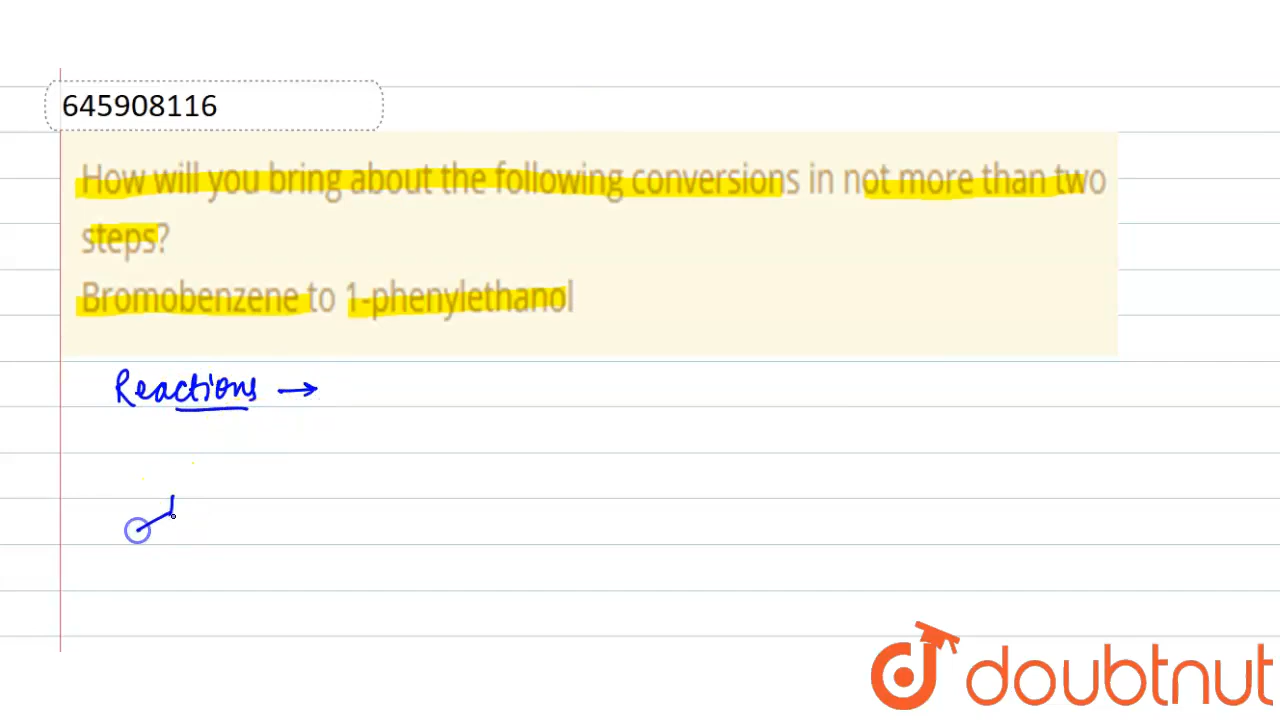 645908116
How will you bring about the following conversions in not more than two
steps?
Bromobenzene to 1-phenylethanol
Reactions →
doubtnut